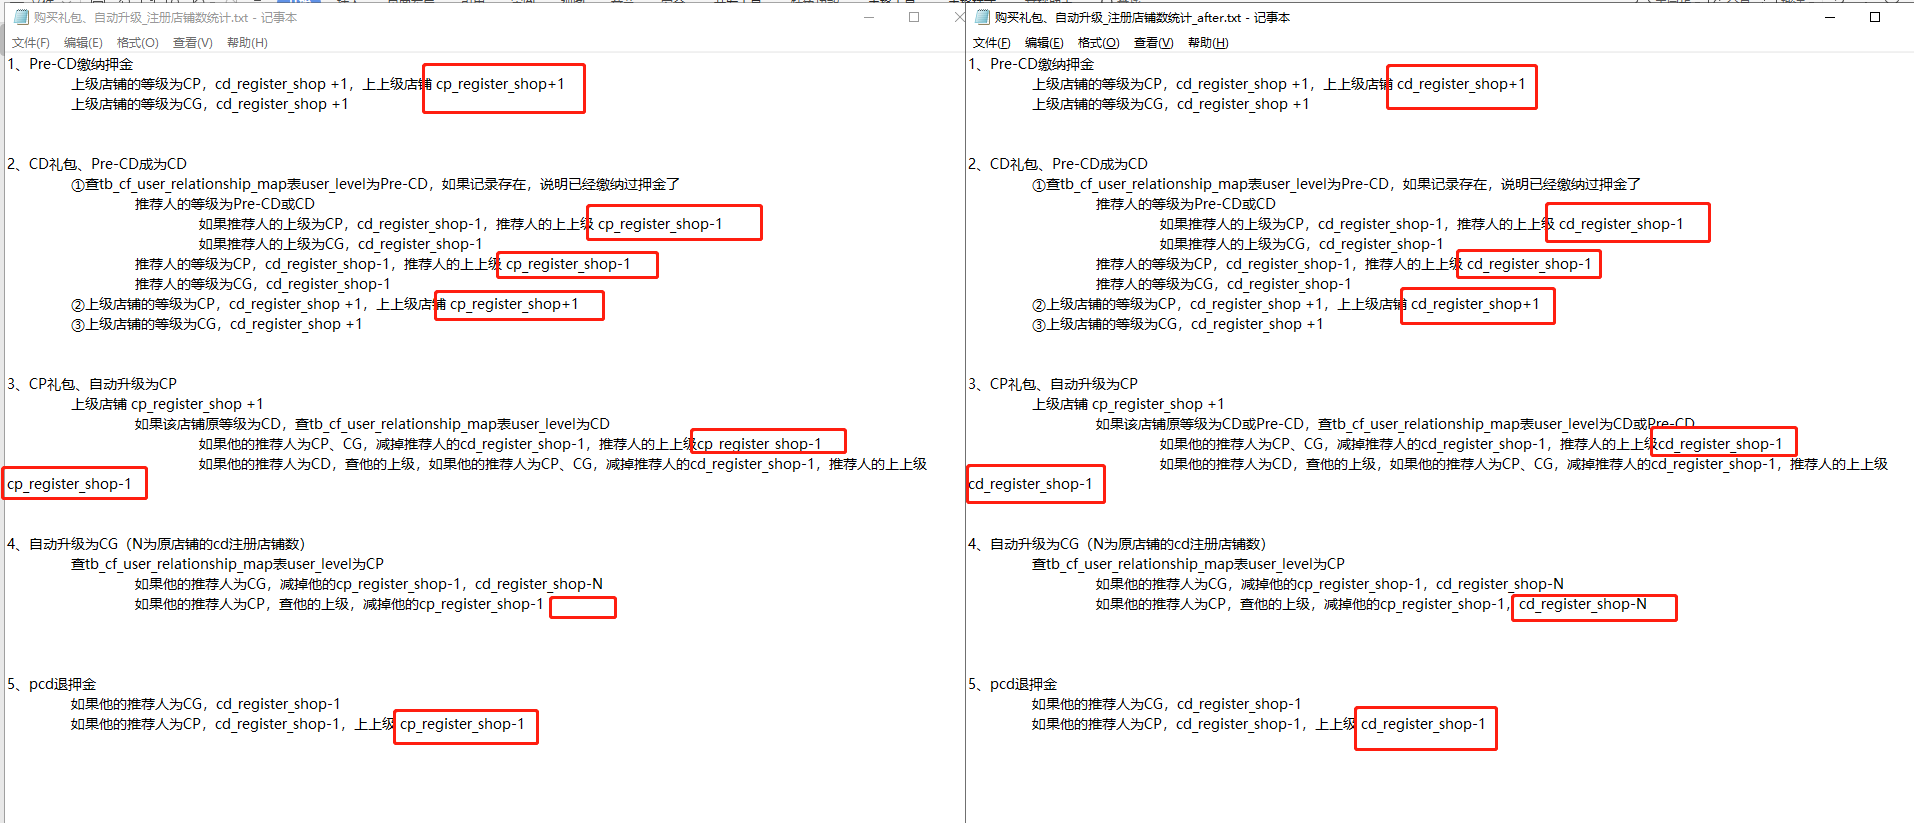 购买礼包、自动升级_注册店铺数统计.txt - 记事本
文件(F) 编辑(E) 格式(O) 查看(V) 帮助(H)
1、Pre-CD缴纳押金
上级店铺的等级为CP，cd_register_shop +1，上上级店铺 cp_register_shop+1
上级店铺的等级为CG，cd_register_shop +1
2、CD礼包、Pre-CD成为CD
①查tb_cf_user_relationship_map表user_level为Pre-CD，如果记录存在，说明已经缴纳过押金了
推荐人的等级为Pre-CD或CD
如果推荐人的上级为CP，cd_register_shop-1，推荐人的上上级 cp_register_shop-1
如果推荐人的上级为CG，cd_register_shop-1
推荐人的等级为CP，cd_register_shop-1，推荐人的上上级 cp_register_shop-1
推荐人的等级为CG，cd_register_shop-1
②上级店铺的等级为CP，cd_register_shop +1，上上级店铺 cp_register_shop+1
③上级店铺的等级为CG，cd_register_shop +1
3、CP礼包、自动升级为CP
上级店铺 cp_register_shop +1
如果该店铺原等级为CD，查tb_cf_user_relationship_map表user_level为CD
如果他的推荐人为CP、CG，减掉推荐人的cd_register_shop-1，推荐人的上上级cp_register_shop-1
如果他的推荐人为CD，查他的上级，如果他的推荐人为CP、CG，减掉推荐人的cd_register_shop-1，推荐人的上上级
cp_register_shop-1
4、自动升级为CG（N为原店铺的cd注册店铺数）
查tb_cf_user_relationship_map表user_level为CP
如果他的推荐人为CG，减掉他的cp_register_shop-1，cd_register_shop-N
如果他的推荐人为CP，查他的上级，减掉他的cp_register_shop-1
5、pcd退押金
如果他的推荐人为CG，cd_register_shop-1
如果他的推荐人为CP，cd_register_shop-1，上上级 cp_register_shop-1
购买礼包、自动升级_注册店铺数统计_after.txt - 记事本
文件(F) 编辑(E) 格式(O) 查看(V) 帮助(H)
1、Pre-CD缴纳押金
上级店铺的等级为CP，cd_register_shop +1，上上级店铺 cd_register_shop+1
上级店铺的等级为CG，cd_register_shop +1
2、CD礼包、Pre-CD成为CD
①查tb_cf_user_relationship_map表user_level为Pre-CD，如果记录存在，说明已经缴纳过押金了
推荐人的等级为Pre-CD或CD
如果推荐人的上级为CP，cd_register_shop-1，推荐人的上上级 cd_register_shop-1
如果推荐人的上级为CG，cd_register_shop-1
推荐人的等级为CP，cd_register_shop-1，推荐人的上上级 cd_register_shop-1
推荐人的等级为CG，cd_register_shop-1
②上级店铺的等级为CP，cd_register_shop +1，上上级店铺 cd_register_shop+1
③上级店铺的等级为CG，cd_register_shop +1
3、CP礼包、自动升级为CP
上级店铺 cp_register_shop +1
如果该店铺原等级为CD或Pre-CD，查tb_cf_user_relationship_map表user_level为CD或Pre-CD
如果他的推荐人为CP、CG，减掉推荐人的cd_register_shop-1，推荐人的上上级cd_register_shop-1
如果他的推荐人为CD，查他的上级，如果他的推荐人为CP、CG，减掉推荐人的cd_register_shop-1，推荐人的上上级
cd_register_shop-1
4、自动升级为CG（N为原店铺的cd注册店铺数）
查tb_cf_user_relationship_map表user_level为CP
如果他的推荐人为CG，减掉他的cp_register_shop-1，cd_register_shop-N
如果他的推荐人为CP，查他的上级，减掉他的cp_register_shop-1，cd_register_shop-N
5、pcd退押金
如果他的推荐人为CG，cd_register_shop-1
如果他的推荐人为CP，cd_register_shop-1，上上级 cd_register_shop-1